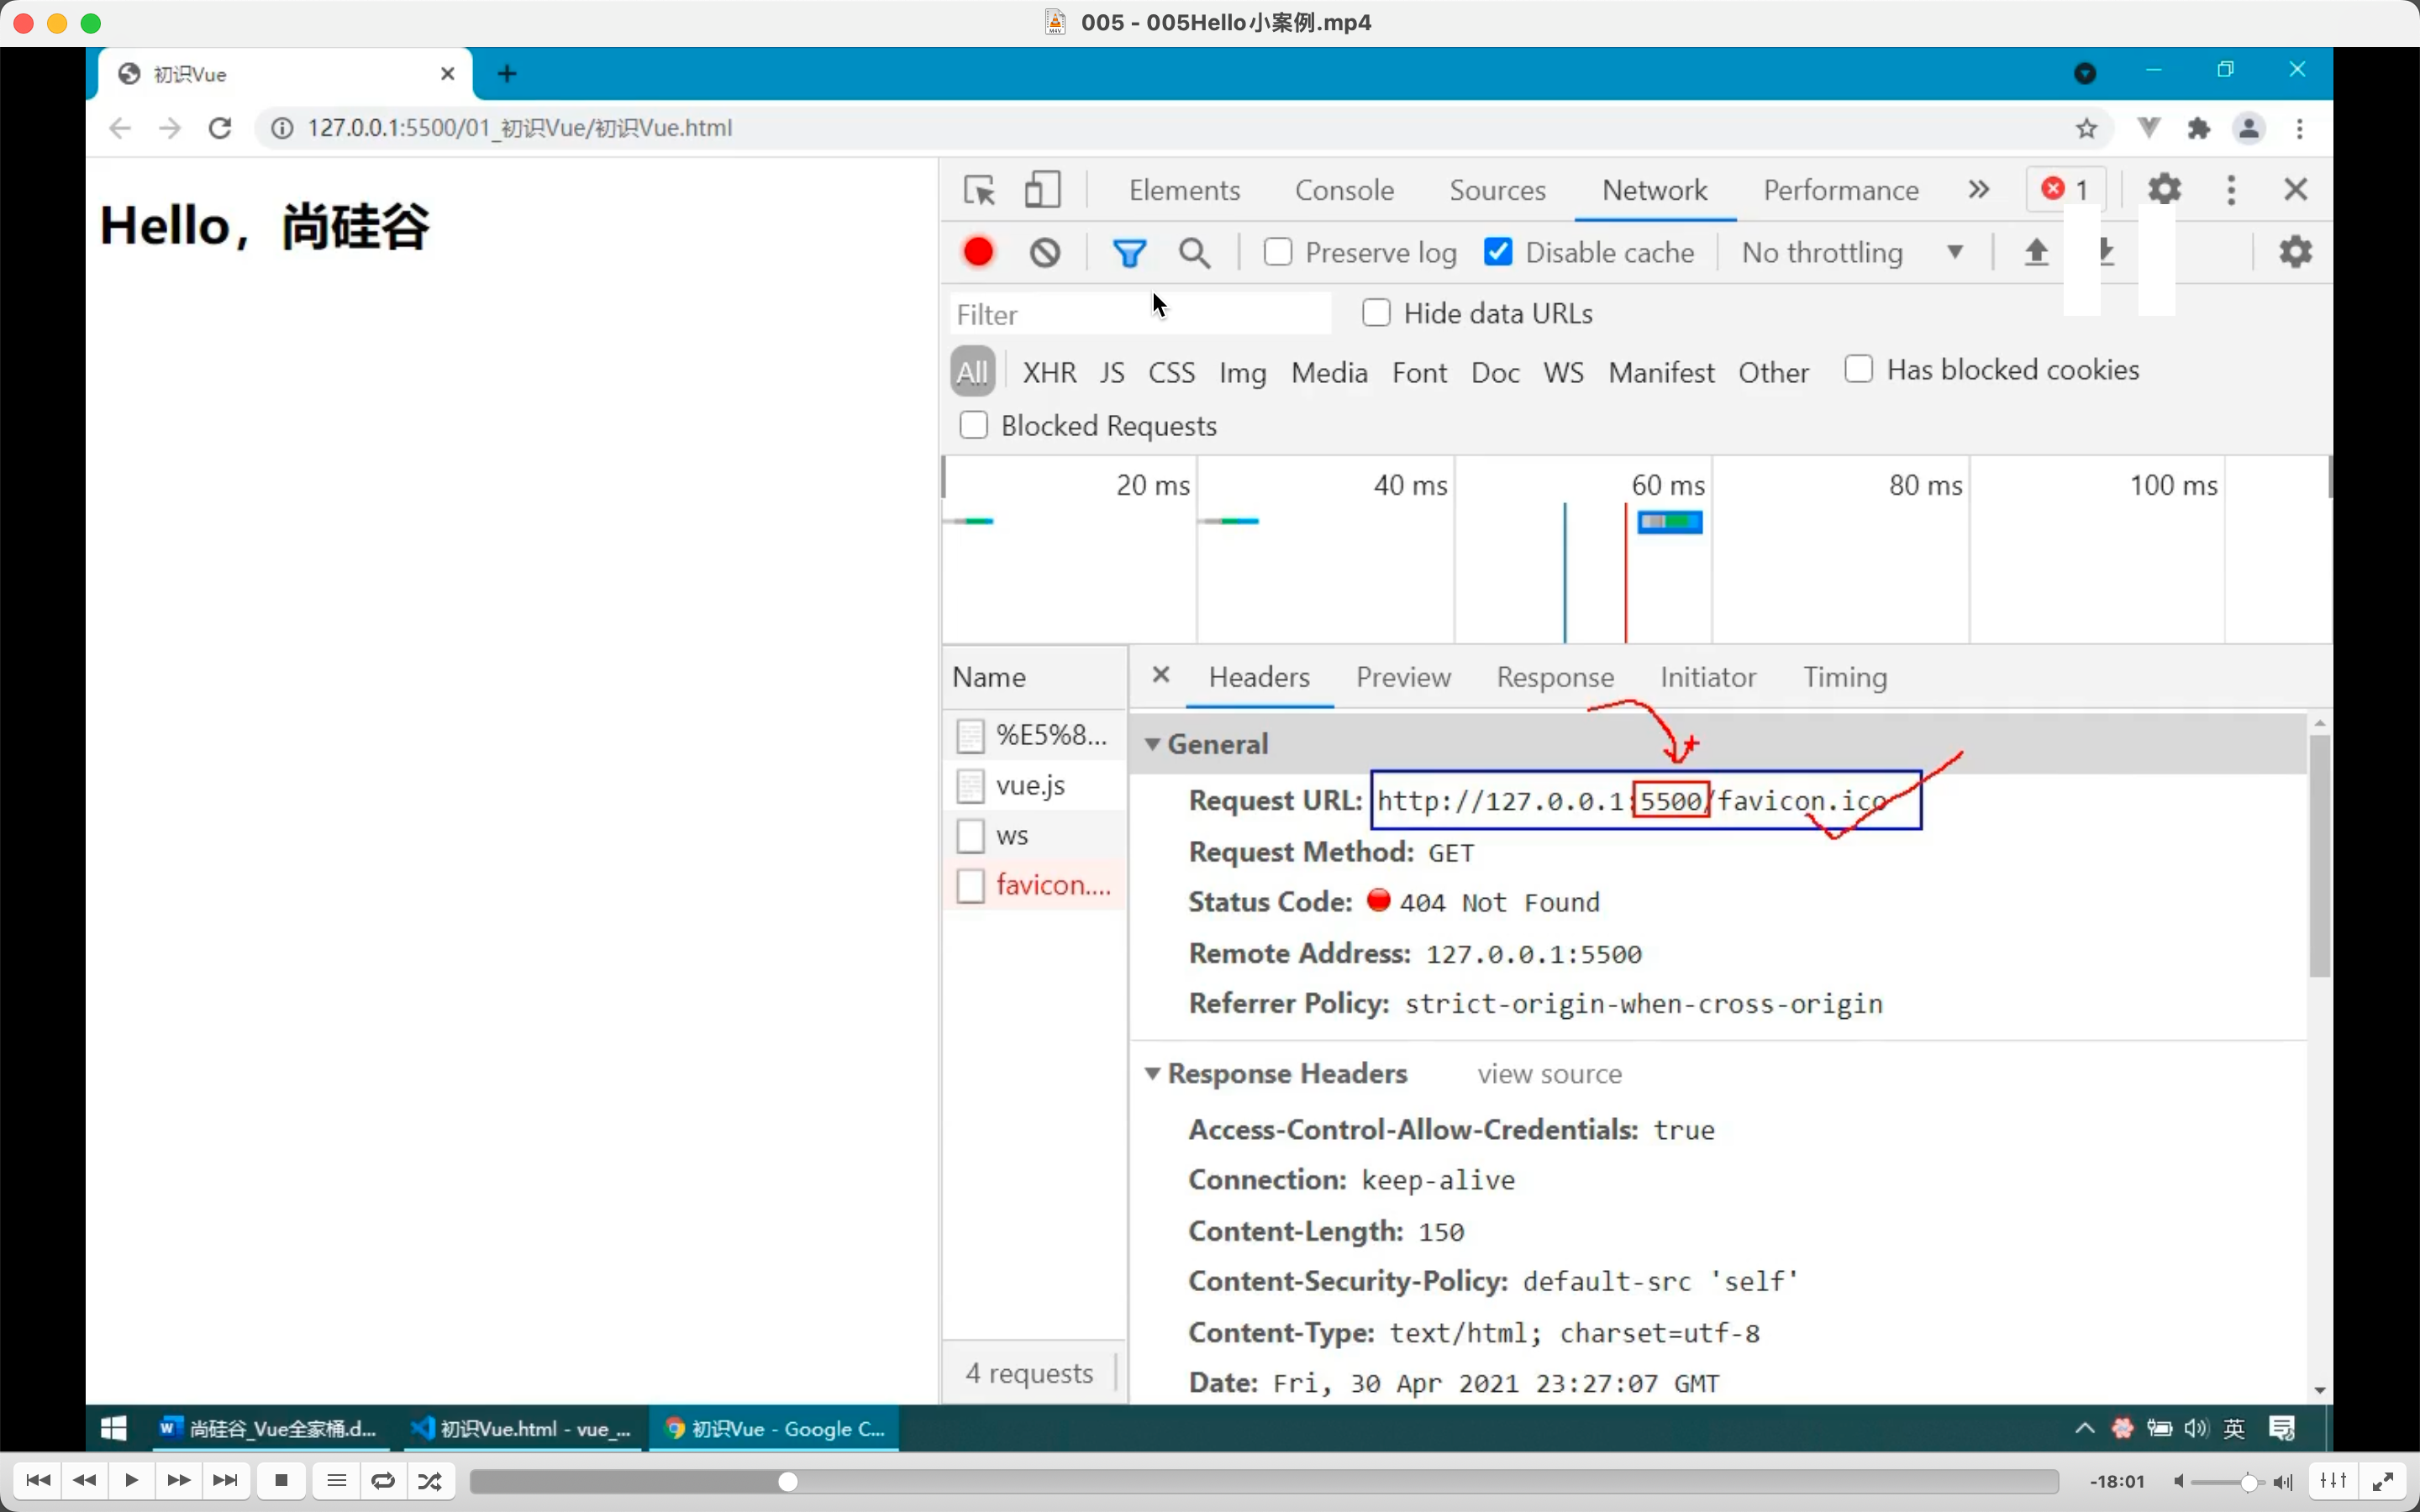 005 - 005Hello小案例.mp4
初识Vue
127.0.0.1:5500/01_初识Vue/初识Vue.html
Hello，尚硅谷
Elements Console Sources Network Performance 1
Preserve log Disable cache No throttling
Filter Hide data URLs
All XHR JS CSS Img Media Font Doc WS Manifest Other Has blocked cookies
Blocked Requests
20 ms 40 ms 60 ms 80 ms 100 ms
Name Headers Preview Response Initiator Timing
%E5%8...
vue.js
ws
favicon....
4 requests
General
Request URL: http://127.0.0.1:5500/favicon.ico
Request Method: GET
Status Code: 404 Not Found
Remote Address: 127.0.0.1:5500
Referrer Policy: strict-origin-when-cross-origin
Response Headers view source
Access-Control-Allow-Credentials: true
Connection: keep-alive
Content-Length: 150
Content-Security-Policy: default-src 'self'
Content-Type: text/html; charset=utf-8
Date: Fri, 30 Apr 2021 23:27:07 GMT
尚硅谷_Vue全家桶.d... 初识Vue.html - vue_... 初识Vue - Google C... 英
-18:01